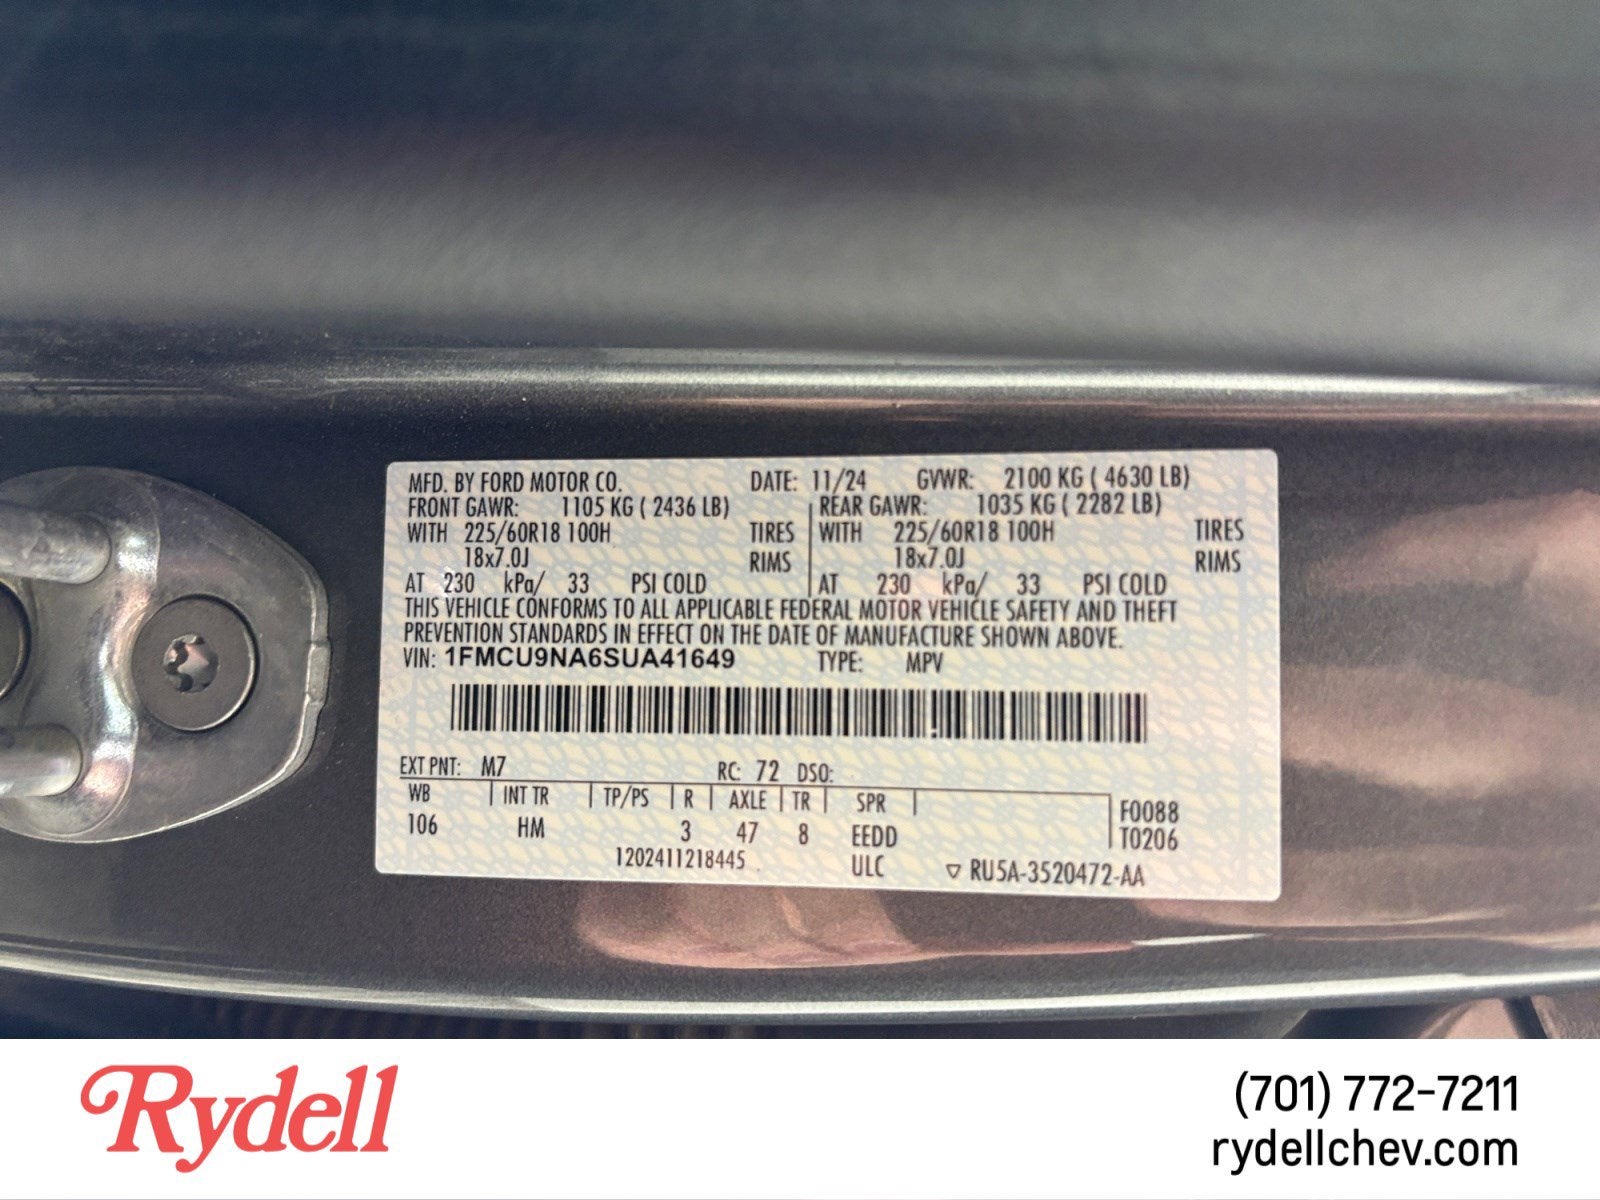 MFD. BY FORD MOTOR CO. DATE: 11/24 GVWR: 2100 KG ( 4630 LB)
FRONT GAWR: 1105 KG ( 2436 LB) REAR GAWR: 1035 KG ( 2282 LB)
WITH 225/60R18 100H TIRES WITH 225/60R18 100H TIRES
18x7.0J RIMS 18x7.0J RIMS
AT 230 kPa/ 33 PSI COLD AT 230 kPa/ 33 PSI COLD
THIS VEHICLE CONFORMS TO ALL APPLICABLE FEDERAL MOTOR VEHICLE SAFETY AND THEFT
PREVENTION STANDARDS IN EFFECT ON THE DATE OF MANUFACTURE SHOWN ABOVE.
VIN: 1FMCU9NA6SUA41649 TYPE: MPV
EXT PNT: M7 RC: 72 DSO:
WB INT TR TP/PS R AXLE TR SPR F0088
106 HM 3 47 8 EEDD T0206
1202411218445 ULC ▽ RU5A-3520472-AA
Rydell
(701) 772-7211
rydellchev.com